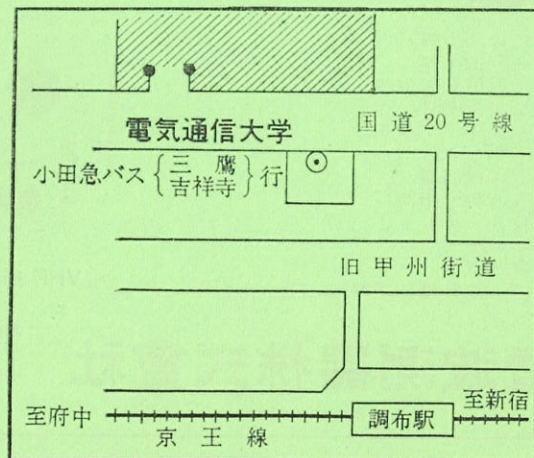 電気通信大学
国道20号線
小田急バス{三鷹 吉祥寺}行
旧甲州街道
至府中
京王線
調布駅
至新宿